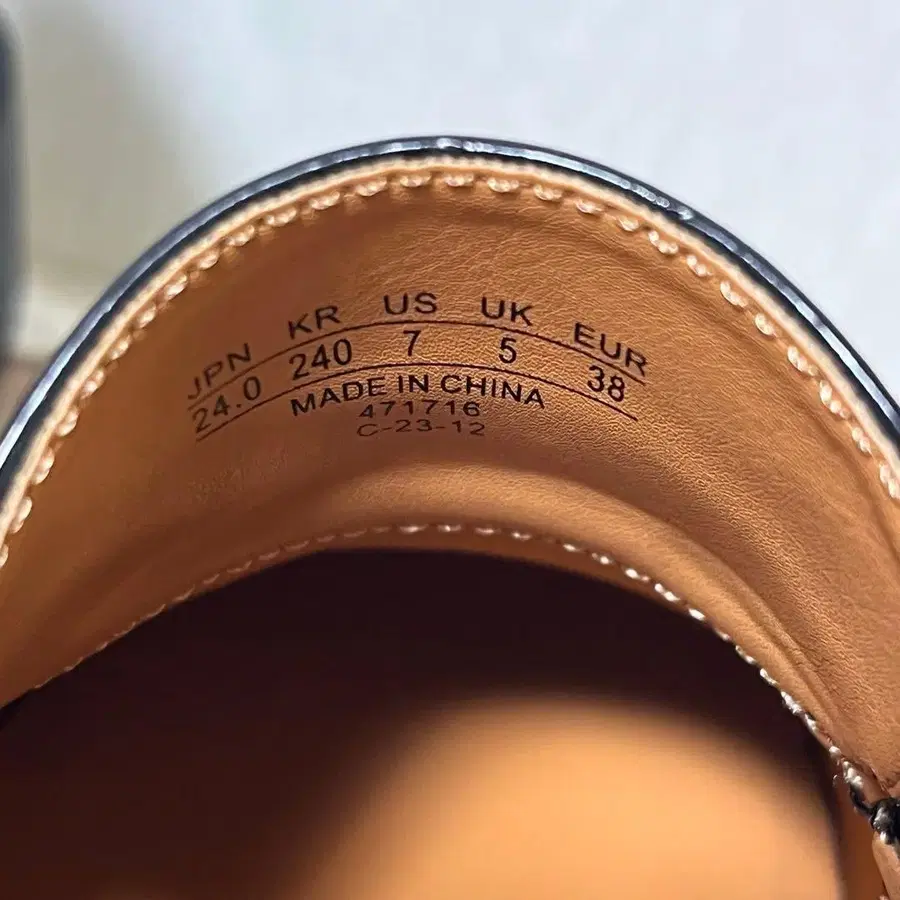 JPN KR US UK EUR
24.0 240 7 5 38
MADE IN CHINA
471716
C-23-12